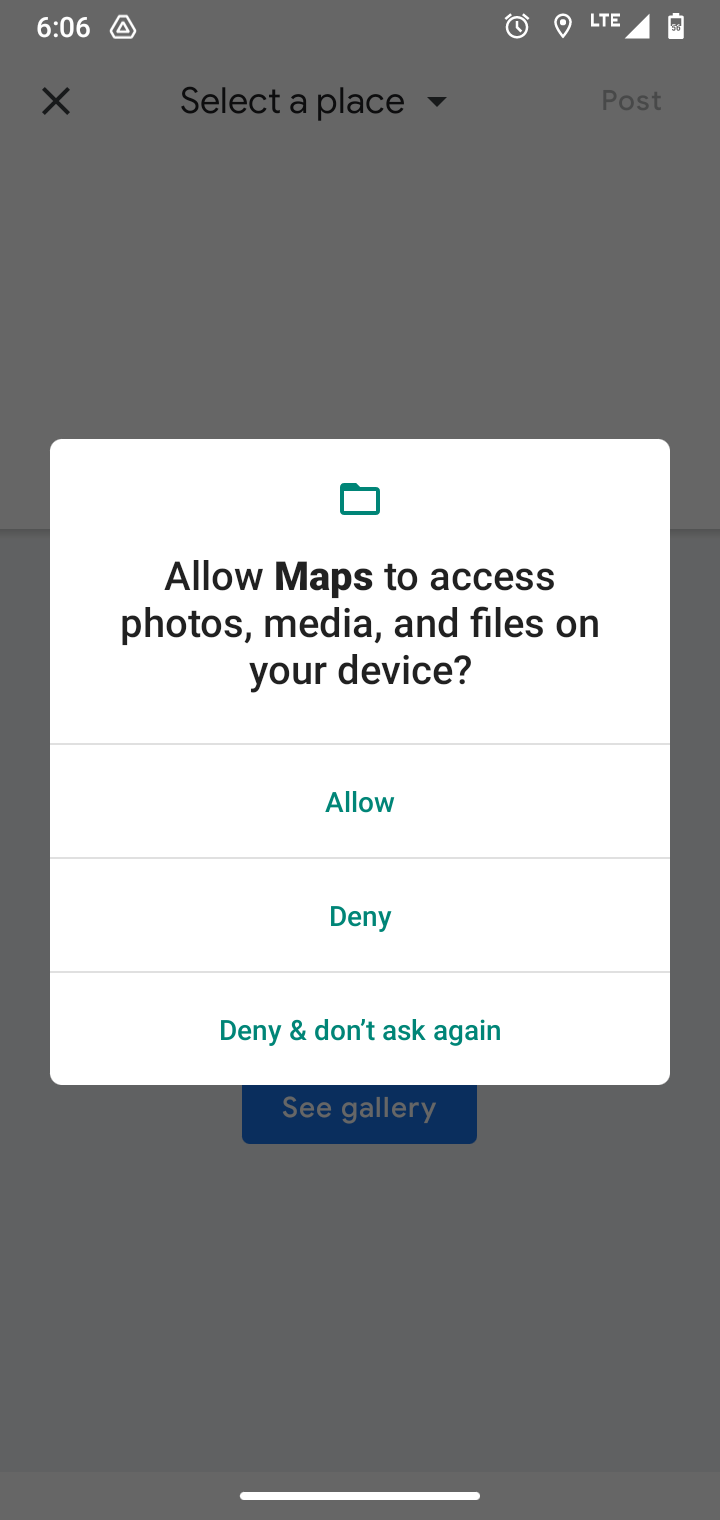 6:06
LTE
56
Select a place
Post
Allow Maps to access
photos, media, and files on
your device?
Allow
Deny
Deny & don’t ask again
See gallery